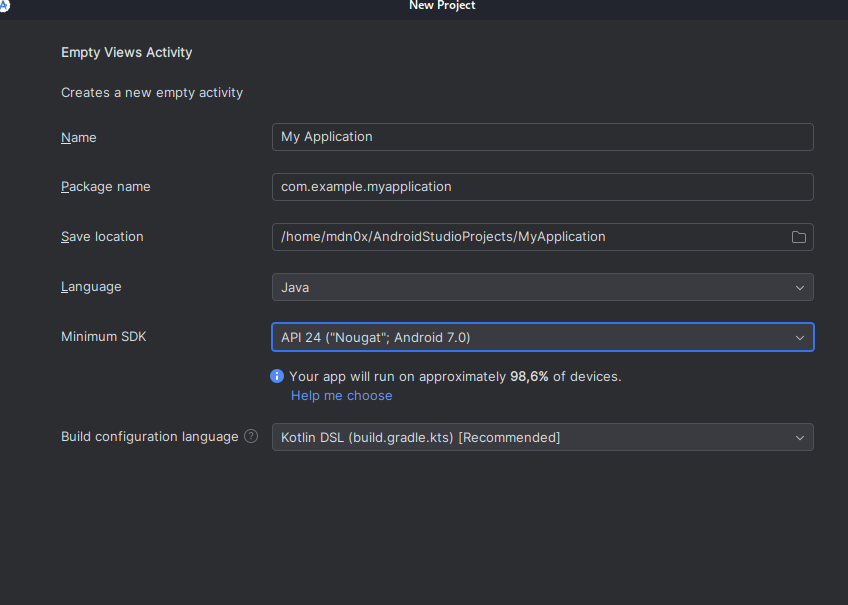 New Project
Empty Views Activity
Creates a new empty activity
Name My Application
Package name com.example.myapplication
Save location /home/mdn0x/AndroidStudioProjects/MyApplication
Language Java
Minimum SDK API 24 ("Nougat"; Android 7.0)
Your app will run on approximately 98,6% of devices.
Help me choose
Build configuration language ? Kotlin DSL (build.gradle.kts) [Recommended]